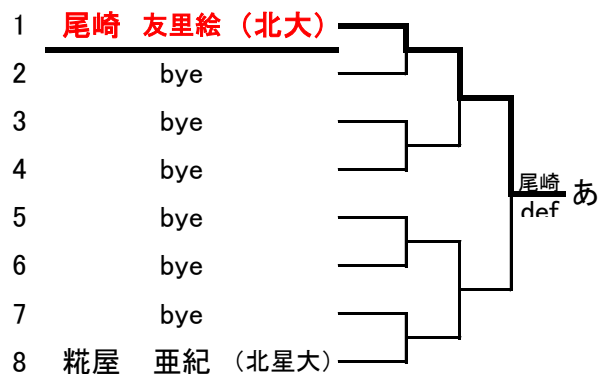 1 尾崎 友里絵 (北大)
2 bye
3 bye
4 bye
尾崎 あ
def
5 bye
6 bye
7 bye
8 糀屋 亜紀 (北星大)